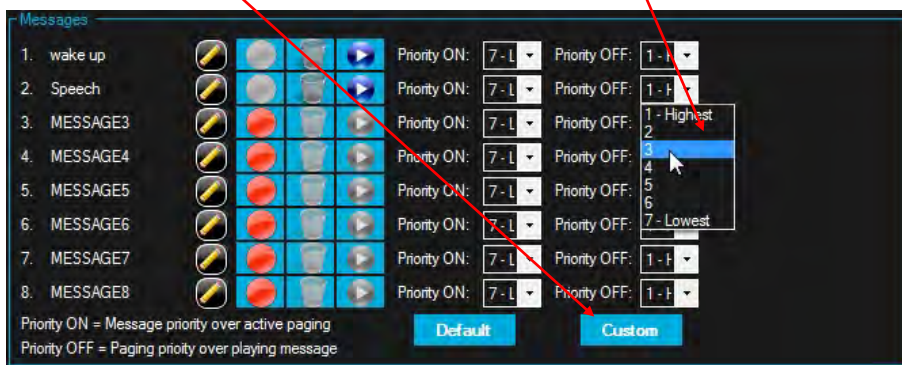 Messages
1. wake up Priority ON: 7 - L Priority OFF: 1 - H
2. Speech Priority ON: 7 - L Priority OFF: 1 - H
3. MESSAGE3 Priority ON: 7 - L Priority OFF:
4. MESSAGE4 Priority ON: 7 - L Priority OFF:
5. MESSAGE5 Priority ON: 7 - L Priority OFF:
6. MESSAGE6 Priority ON: 7 - L Priority OFF:
1 - Highest
2
3
4
5
6
7 - Lowest
7. MESSAGE7 Priority ON: 7 - L Priority OFF: 1 - H
8. MESSAGE8 Priority ON: 7 - L Priority OFF: 1 - H
Priority ON = Message priority over active paging
Priority OFF = Paging prioity over playing message
Default Custom